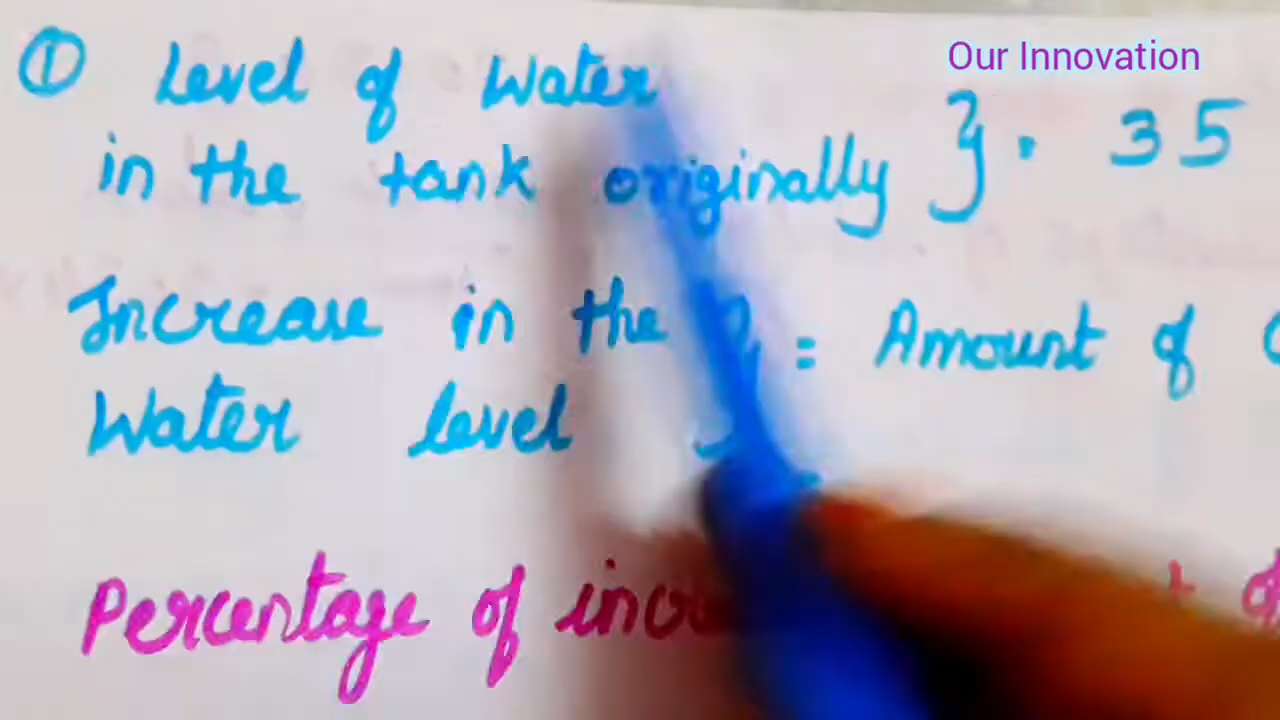 Our Innovation
① Level of Water
in the tank originally } = 35
Increase in the } = Amount of
Water level
Percentage of